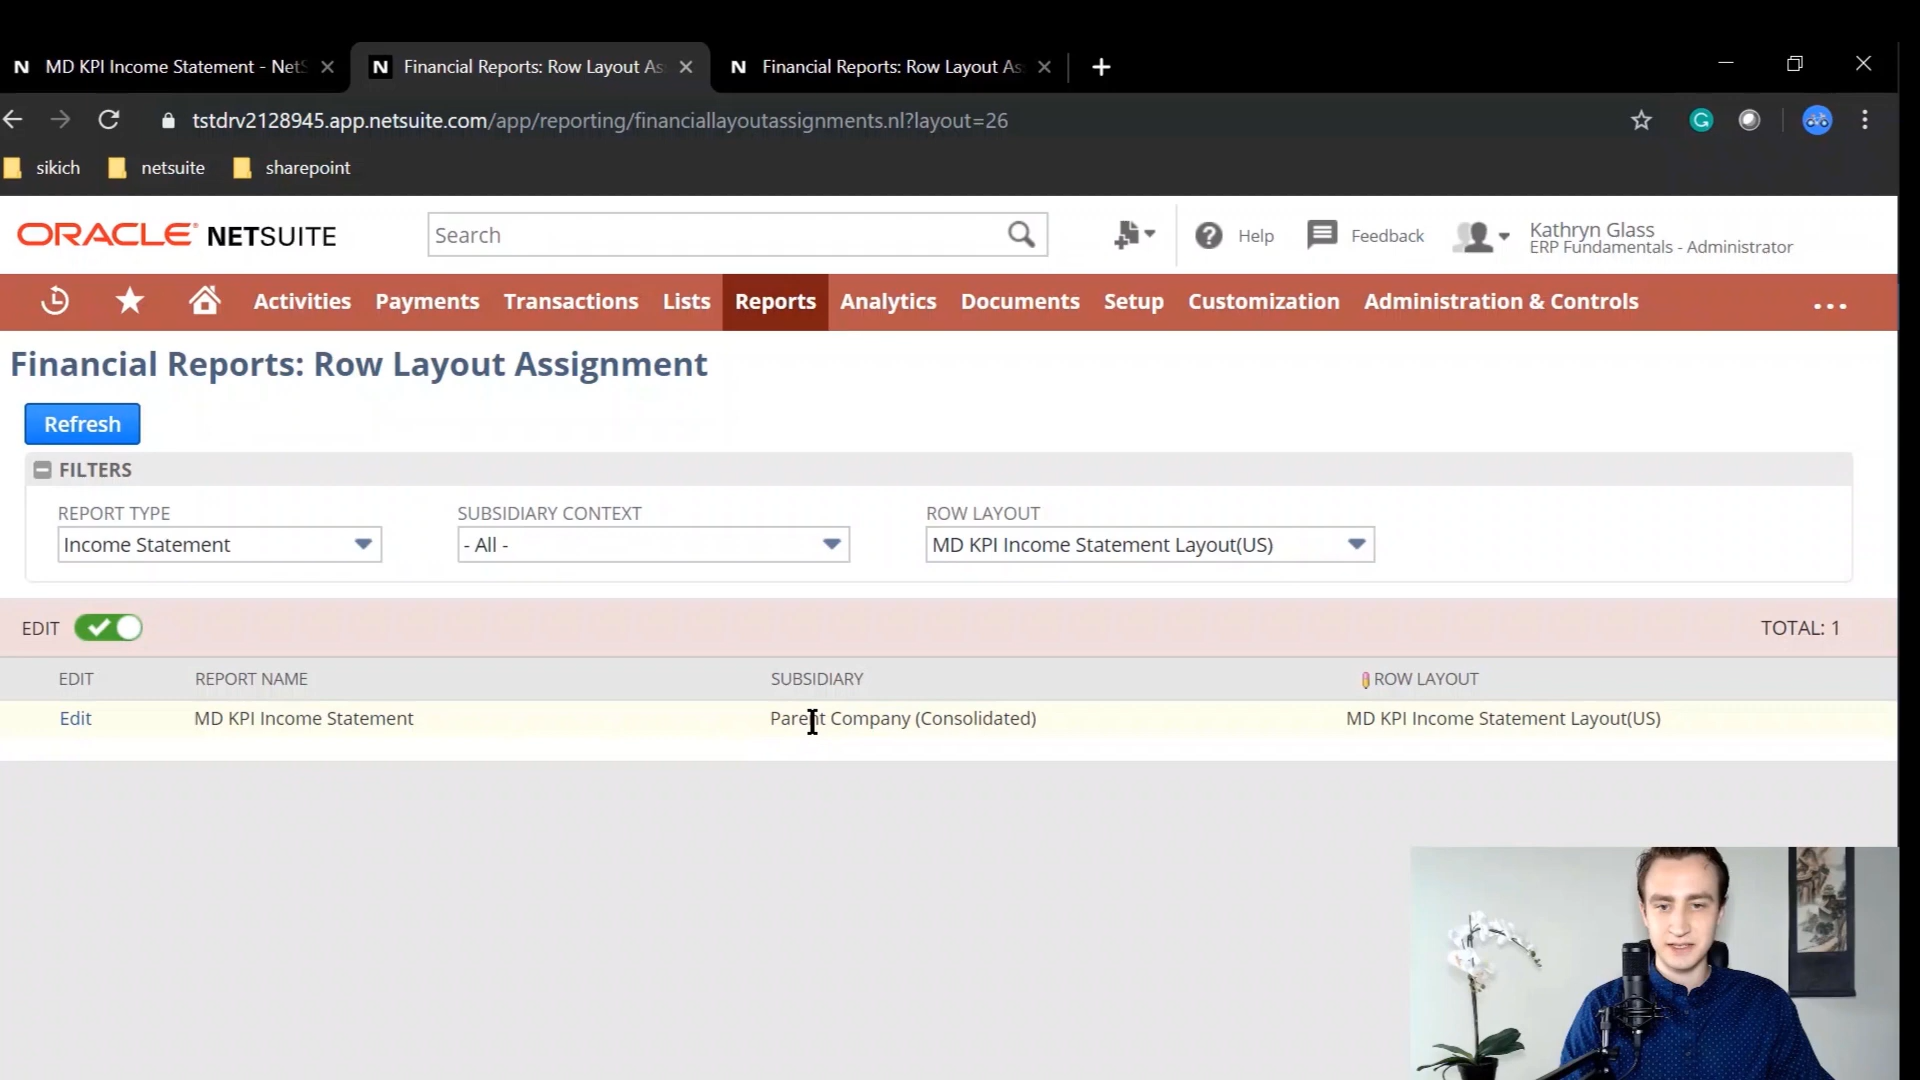 N MD KPI Income Statement - NetS
N Financial Reports: Row Layout As
N Financial Reports: Row Layout As
tstdrv2128945.app.netsuite.com/app/reporting/financiallayoutassignments.nl?layout=26
sikich netsuite sharepoint
ORACLE NETSUITE
Search
Help
Feedback
Kathryn Glass
ERP Fundamentals - Administrator
Activities Payments Transactions Lists Reports Analytics Documents Setup Customization Administration & Controls
Financial Reports: Row Layout Assignment
Refresh
FILTERS
REPORT TYPE SUBSIDIARY CONTEXT ROW LAYOUT
Income Statement - All - MD KPI Income Statement Layout(US)
EDIT TOTAL: 1
EDIT REPORT NAME SUBSIDIARY ROW LAYOUT
Edit MD KPI Income Statement Parent Company (Consolidated) MD KPI Income Statement Layout(US)